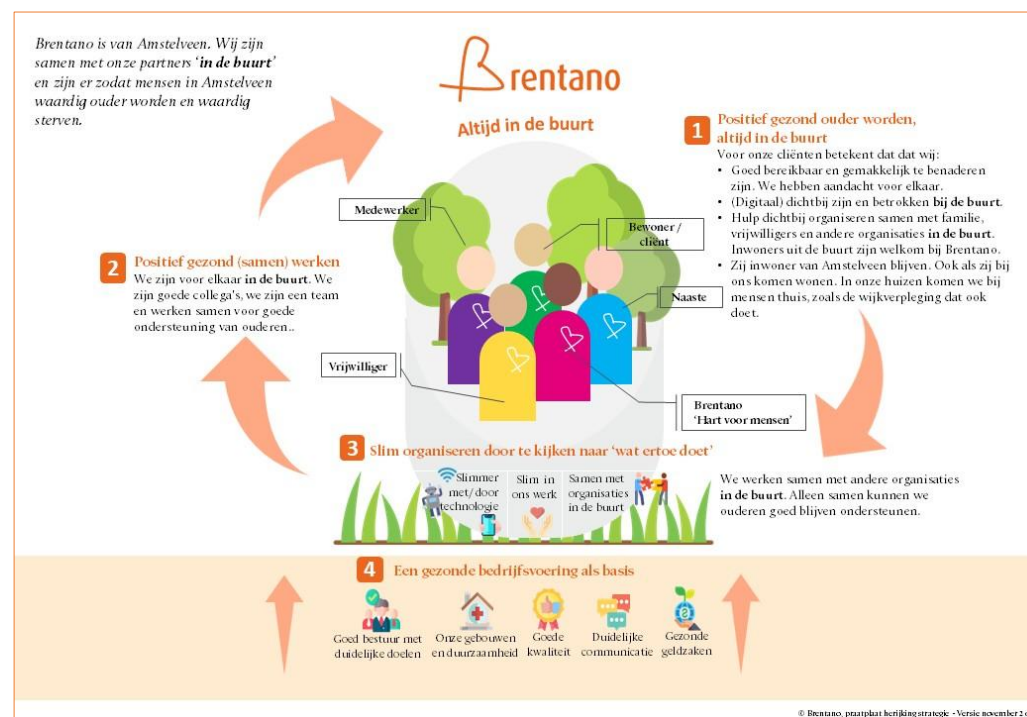 Brentano is van Amstelveen. Wij zijn
samen met onze partners 'in de buurt'
en zijn er zodat mensen in Amstelveen
waardig ouder worden en waardig
sterven.
Brentano
Altijd in de buurt
1 Positief gezond ouder worden,
altijd in de buurt
Voor onze cliënten betekent dat dat wij:
• Goed bereikbaar en gemakkelijk te benaderen
zijn. We hebben aandacht voor elkaar.
• (Digitaal) dichtbij zijn en betrokken bij de buurt.
• Hulp dichtbij organiseren samen met familie,
vrijwilligers en andere organisaties in de buurt.
Inwoners uit de buurt zijn welkom bij Brentano.
• Zij inwoner van Amstelveen blijven. Ook als zij bij
ons komen wonen. In onze huizen komen we bij
mensen thuis, zoals de wijkverpleging dat ook
doet.
Medewerker
Bewoner /
cliënt
Naaste
Vrijwilliger
Brentano
'Hart voor mensen'
2 Positief gezond (samen) werken
We zijn voor elkaar in de buurt. We
zijn goede collega's, we zijn een team
en werken samen voor goede
ondersteuning van ouderen..
3 Slim organiseren door te kijken naar 'wat ertoe doet'
Slimmer
met/door
technologie
Slim in
ons werk
Samen met
organisaties
in de buurt
We werken samen met andere organisaties
in de buurt. Alleen samen kunnen we
ouderen goed blijven ondersteunen.
4 Een gezonde bedrijfsvoering als basis
Goed bestuur met
duidelijke doelen
Onze gebouwen
en duurzaamheid
Goede
kwaliteit
Duidelijke
communicatie
Gezonde
geldzaken
© Brentano, praatplaat herijking strategie - Versie november